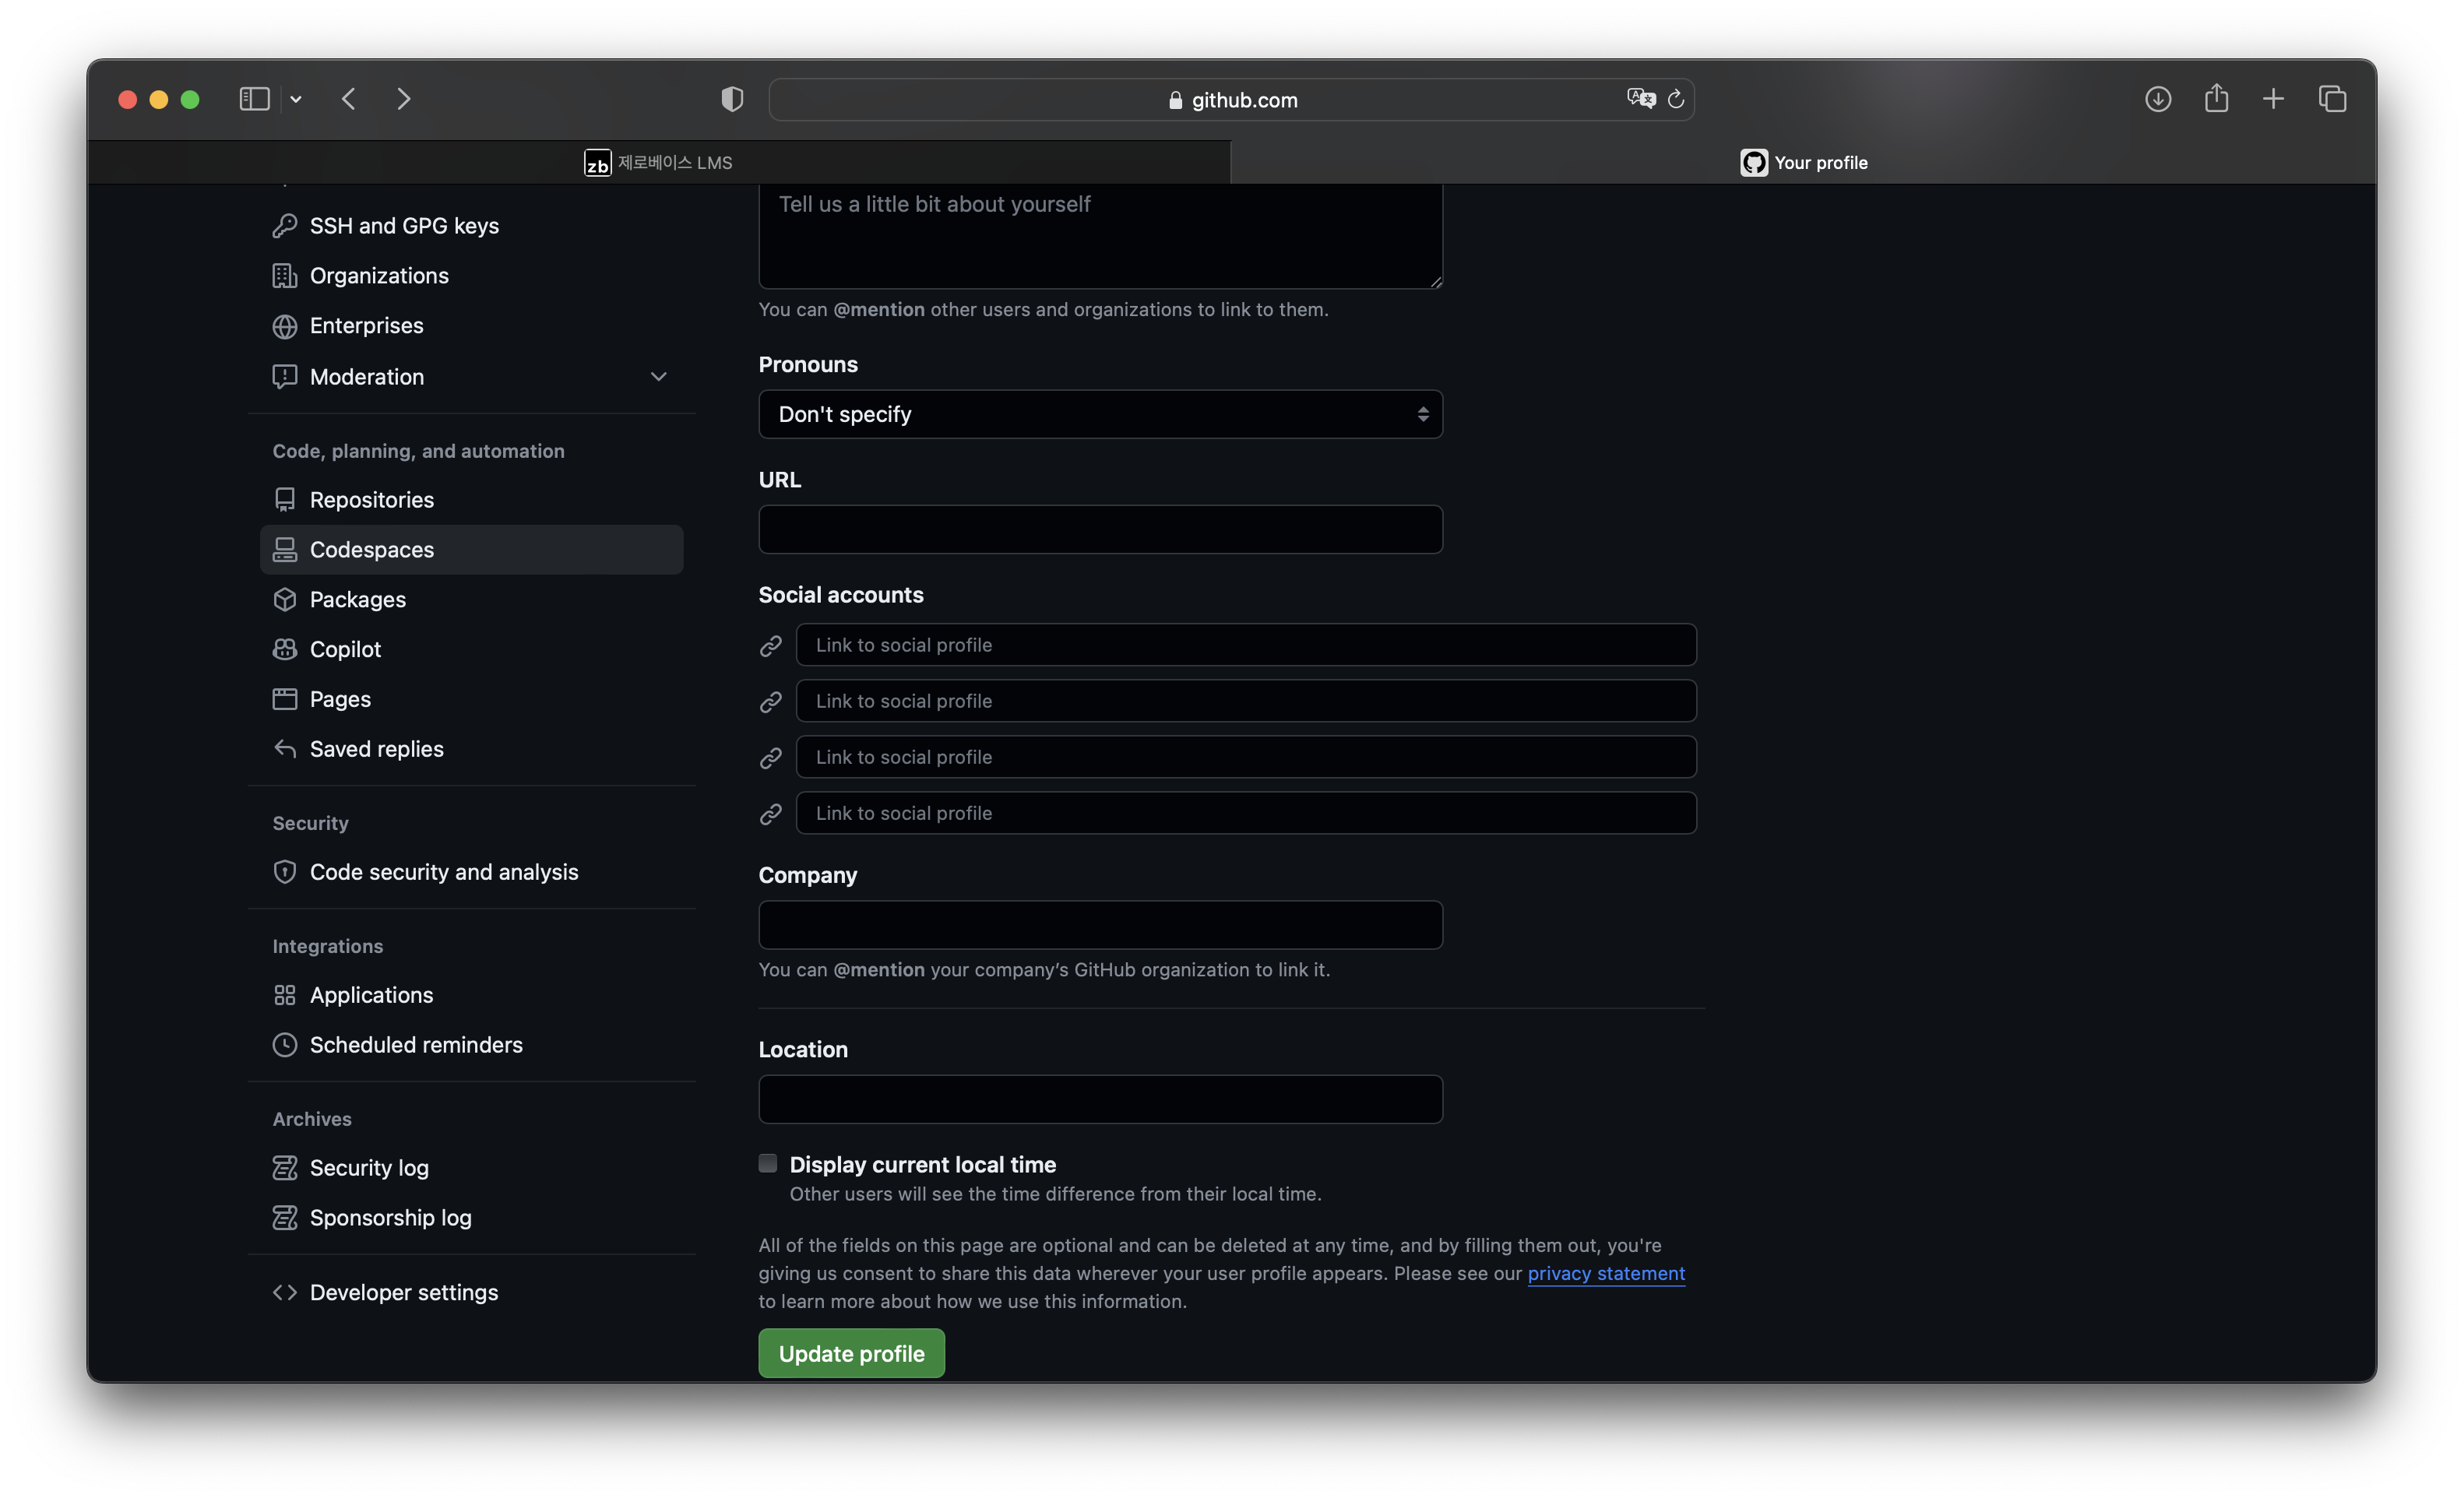 github.com
zb 제로베이스 LMS
Your profile
SSH and GPG keys
Organizations
Enterprises
Moderation
Code, planning, and automation
Repositories
Codespaces
Packages
Copilot
Pages
Saved replies
Security
Code security and analysis
Integrations
Applications
Scheduled reminders
Archives
Security log
Sponsorship log
Developer settings
Tell us a little bit about yourself
You can @mention other users and organizations to link to them.
Pronouns
Don't specify
URL
Social accounts
Link to social profile
Link to social profile
Link to social profile
Link to social profile
Company
You can @mention your company’s GitHub organization to link it.
Location
Display current local time
Other users will see the time difference from their local time.
All of the fields on this page are optional and can be deleted at any time, and by filling them out, you're
giving us consent to share this data wherever your user profile appears. Please see our privacy statement
to learn more about how we use this information.
Update profile